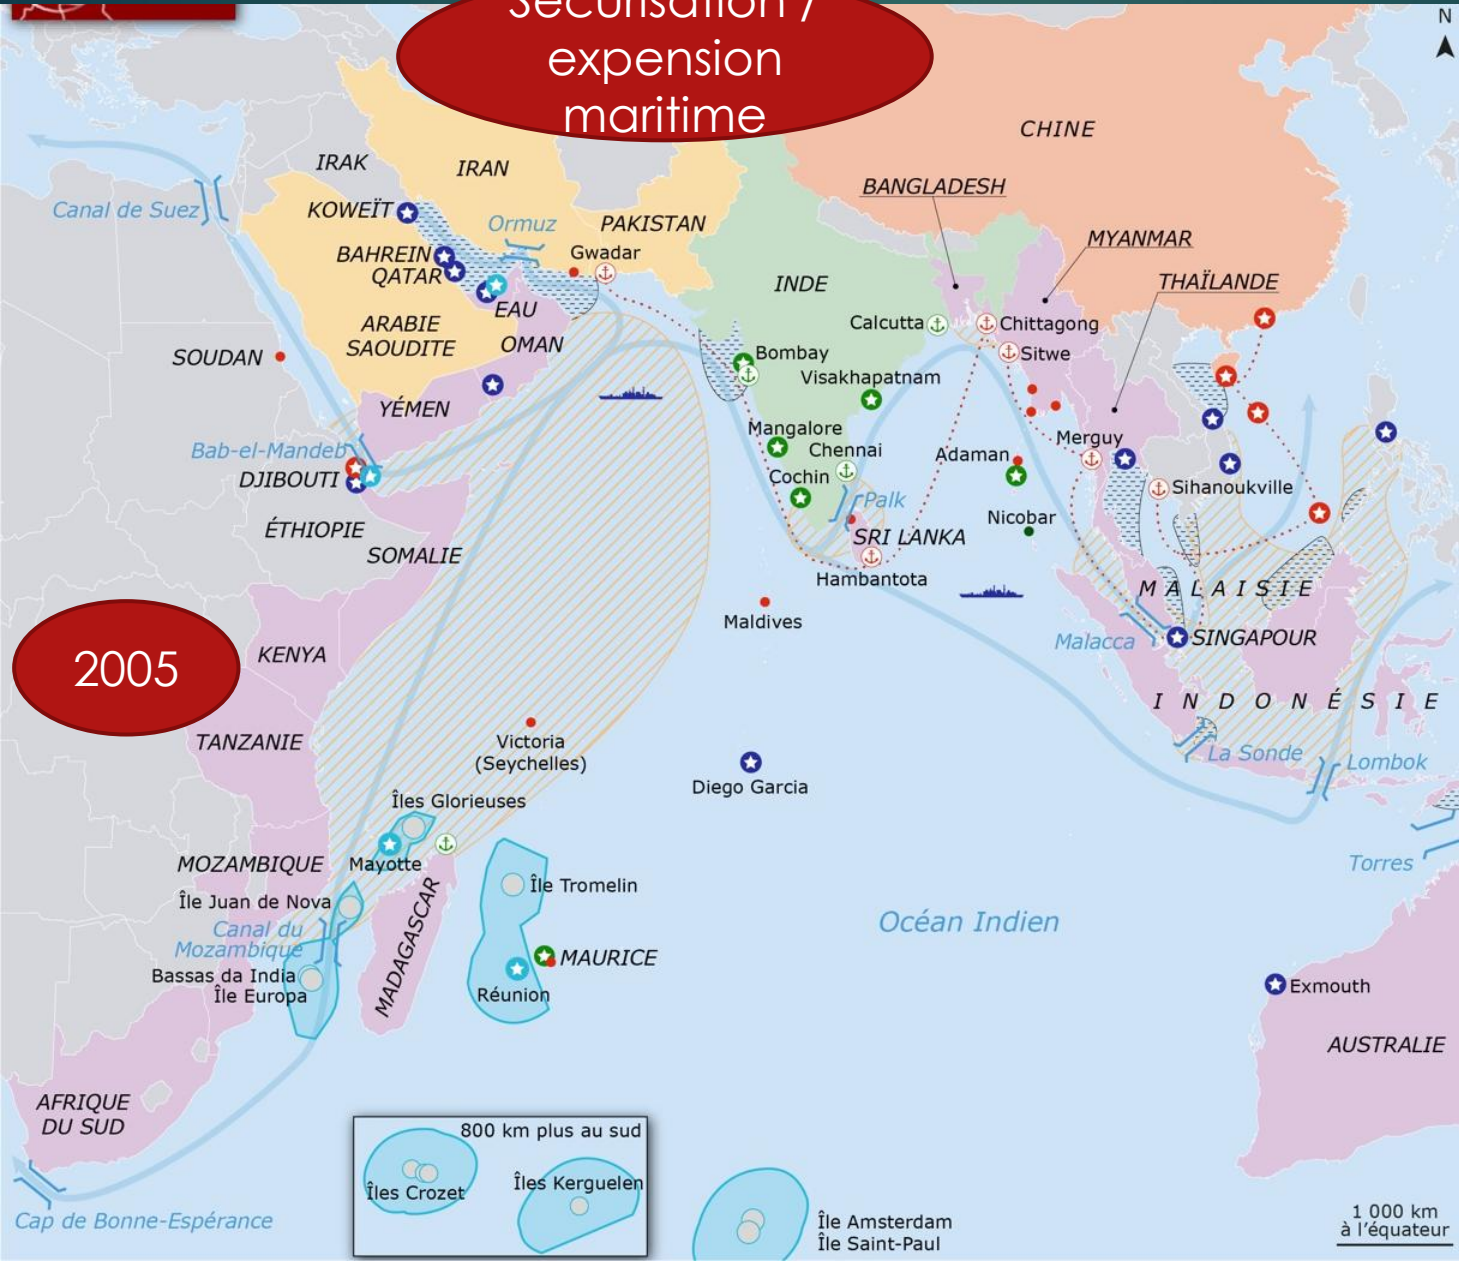 Sécurisation /
expension
maritime
N
CHINE
IRAK
IRAN
BANGLADESH
Canal de Suez
KOWEÏT
Ormuz
PAKISTAN
MYANMAR
BAHREIN
QATAR
Gwadar
INDE
THAÏLANDE
EAU
ARABIE
SAOUDITE
OMAN
Calcutta
Chittagong
SOUDAN
Bombay
Sitwe
Visakhapatnam
YÉMEN
Mangalore
Merguy
Bab-el-Mandeb
Chennai
Adaman
DJIBOUTI
Cochin
Sihanoukville
Palk
Nicobar
ÉTHIOPIE
SRI LANKA
SOMALIE
Hambantota
MALAISIE
Maldives
Malacca
SINGAPOUR
2005
KENYA
INDONÉSIE
TANZANIE
Victoria
(Seychelles)
La Sonde
Lombok
Diego Garcia
Îles Glorieuses
MOZAMBIQUE
Mayotte
Torres
Île Juan de Nova
Île Tromelin
MADAGASCAR
Océan Indien
Canal du
Mozambique
MAURICE
Bassas da India
Île Europa
Réunion
Exmouth
AUSTRALIE
AFRIQUE
DU SUD
800 km plus au sud
Îles Crozet
Îles Kerguelen
Cap de Bonne-Espérance
Île Amsterdam
Île Saint-Paul
1 000 km
à l'équateur